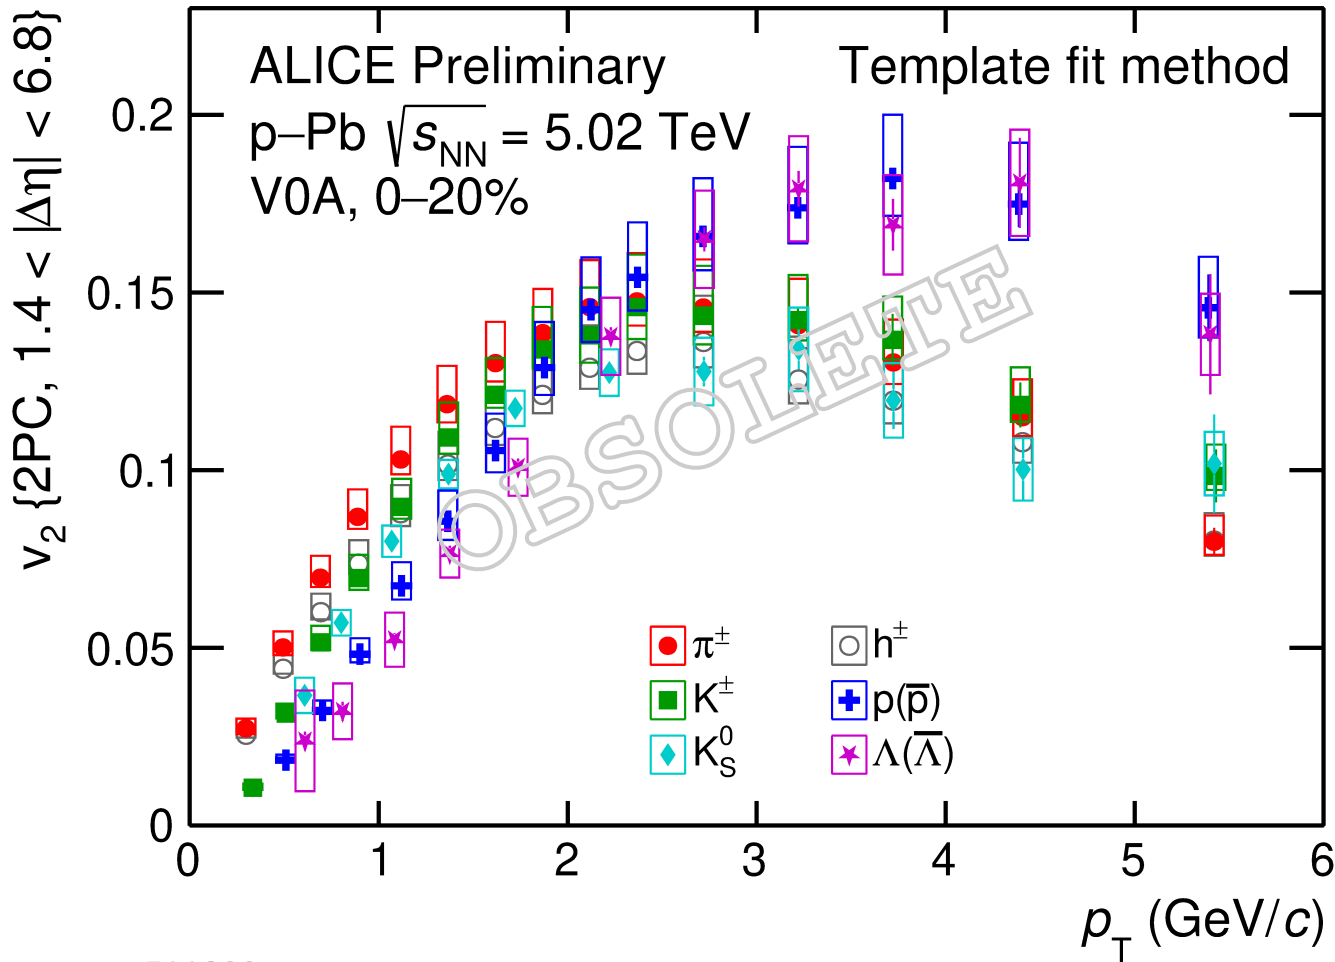 v2 {2PC, 1.4 < |Δη| < 6.8}
ALICE Preliminary
Template fit method
p–Pb √sNN = 5.02 TeV
V0A, 0–20%
0.2
0.15
0.1
0.05
0
OBSOLETE
π±
h±
K±
p(p̅)
K0S
Λ(Λ̅)
0 1 2 3 4 5 6
pT (GeV/c)